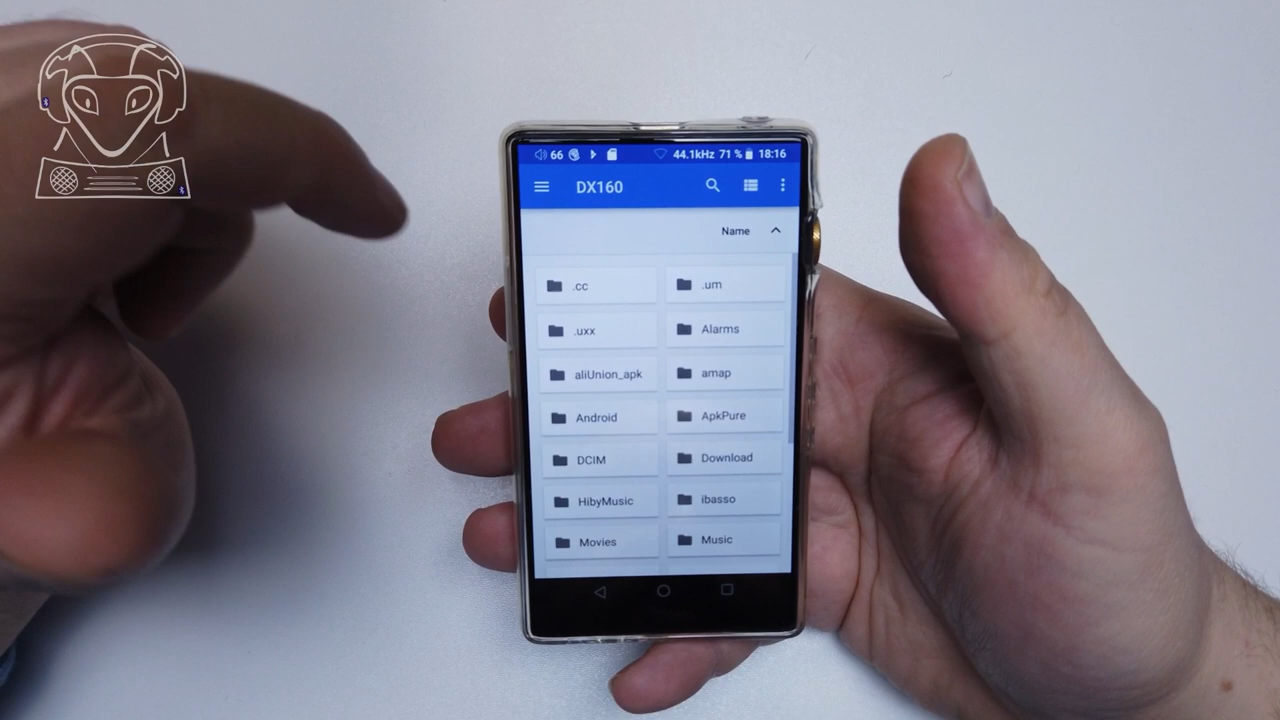 66 44.1kHz 71 % 18:16
DX160
Name
.cc .um
.uxx Alarms
aliUnion_apk amap
Android ApkPure
DCIM Download
HibyMusic ibasso
Movies Music